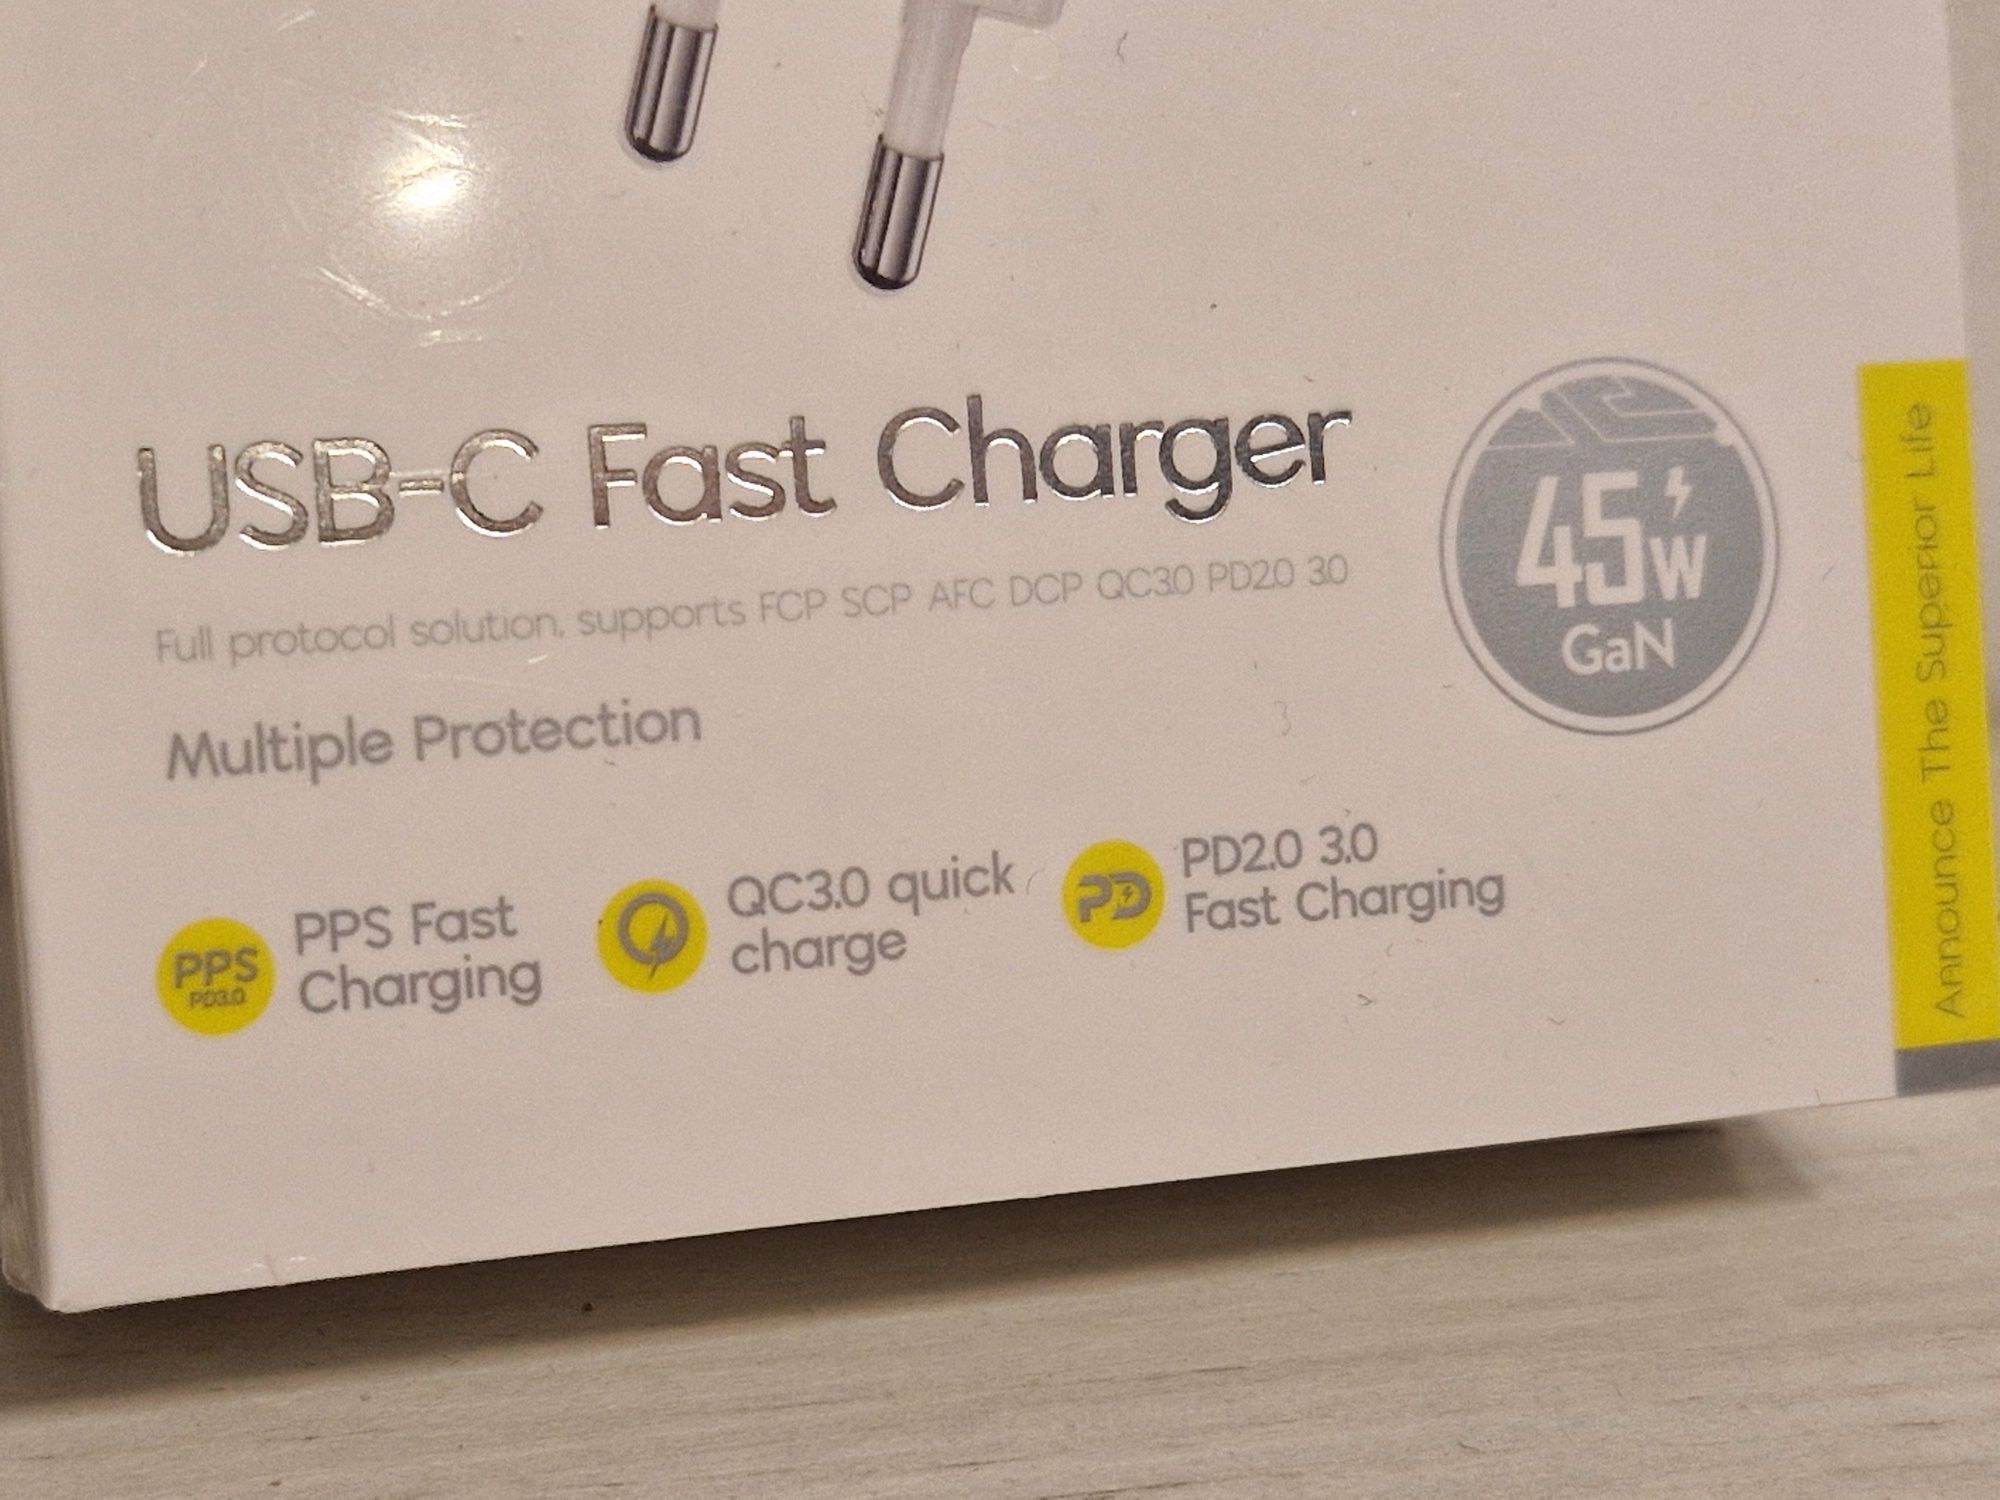 USB-C Fast Charger
Full protocol solution, supports FCP SCP AFC DCP QC3.0 PD2.0 3.0
Multiple Protection
PPS
PD3.0
PPS Fast
Charging
QC3.0 quick
charge
PD
PD2.0 3.0
Fast Charging
45W
GaN
Announce The Superior Life